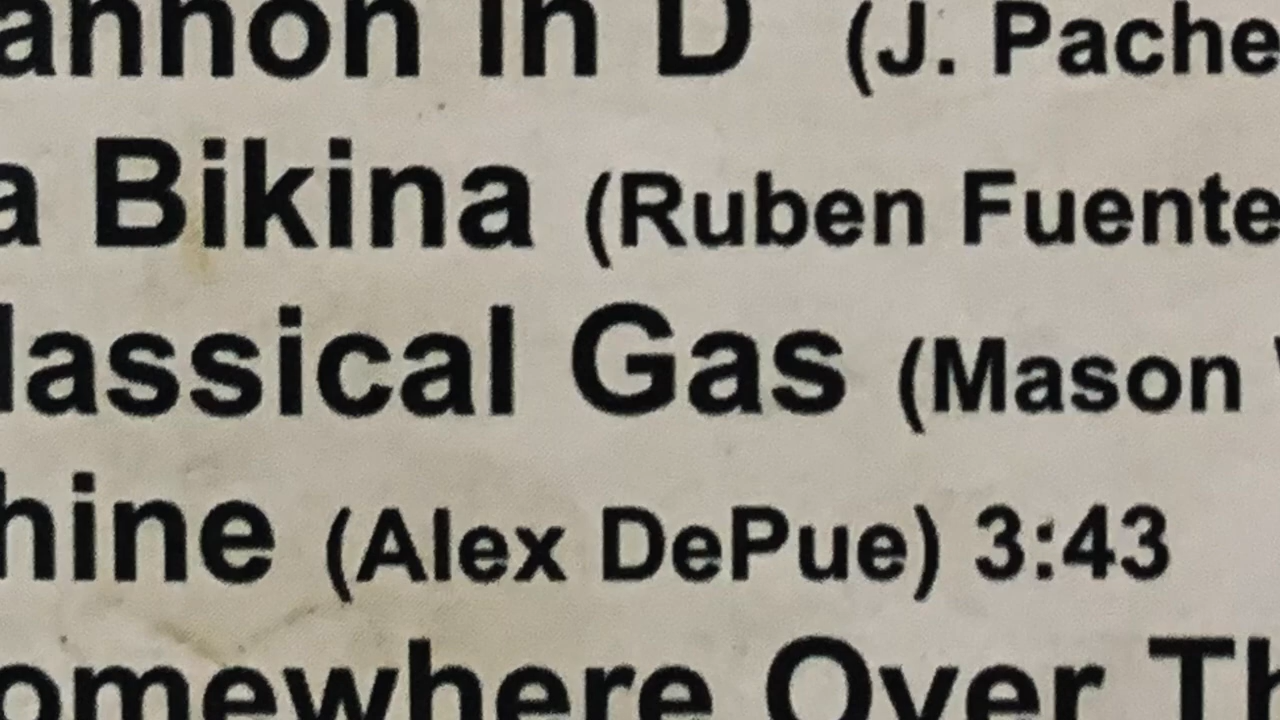 annon in D (J. Pache
a Bikina (Ruben Fuente
lassical Gas (Mason
hine (Alex DePue) 3:43
omewhere Over Th